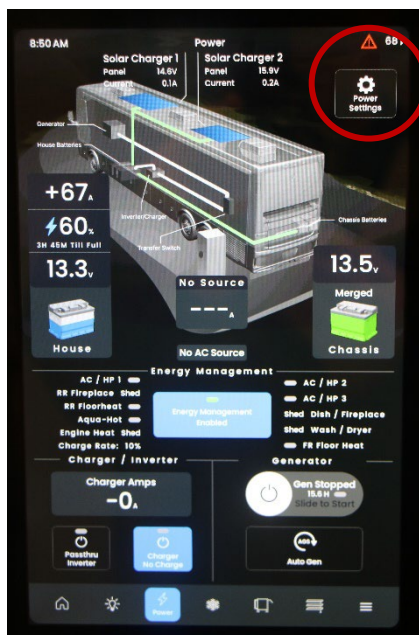 8:50 AM
Power
68
Solar Charger 1
Panel 14.6V
Current 0.1A
Solar Charger 2
Panel 15.9V
Current 0.2A
Power
Settings
Generator
House Batteries
Inverter/Charger
Transfer Switch
Chassis Batteries
+67A
60%
3H 45M Till Full
13.3v
House
No Source
---A
No AC Source
13.5v
Merged
Chassis
Energy Management
AC / HP 1
RR Fireplace Shed
RR Floorheat
Aqua-Hot
Engine Heat Shed
Charge Rate: 10%
Energy Management
Enabled
AC / HP 2
AC / HP 3
Shed Dish / Fireplace
Shed Wash / Dryer
FR Floor Heat
Charger / Inverter
Charger Amps
-0A
Passthru
Inverter
Charger
No Charge
Generator
Gen Stopped
15.6 H
Slide to Start
AGS
Auto Gen
Power